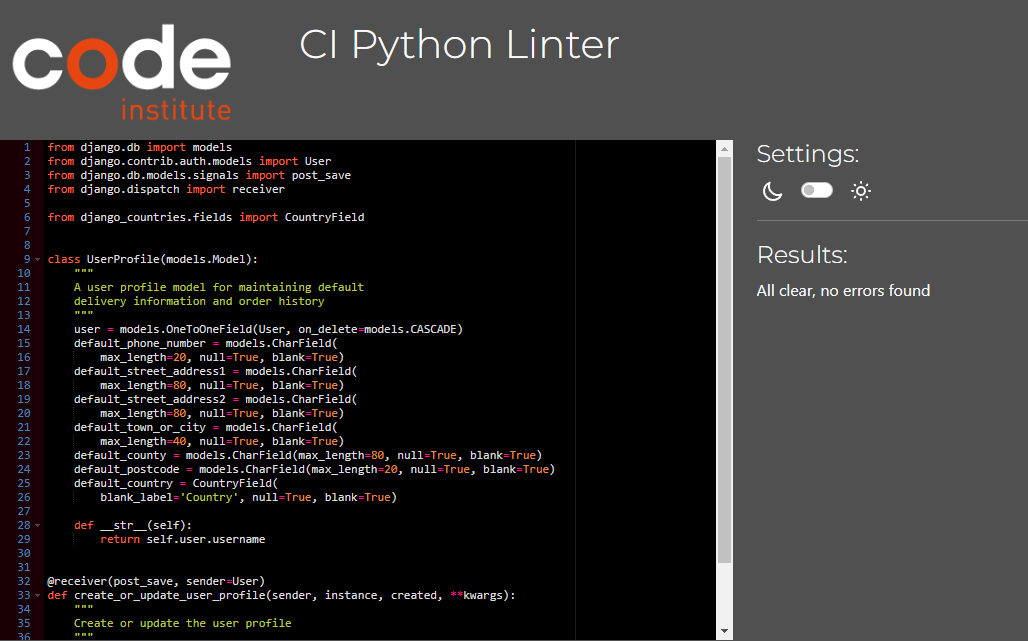 code
institute
CI Python Linter
1 from django.db import models
2 from django.contrib.auth.models import User
3 from django.db.models.signals import post_save
4 from django.dispatch import receiver
5
6 from django_countries.fields import CountryField
7
8
9 class UserProfile(models.Model):
10     """
11     A user profile model for maintaining default
12     delivery information and order history
13     """
14     user = models.OneToOneField(User, on_delete=models.CASCADE)
15     default_phone_number = models.CharField(
16         max_length=20, null=True, blank=True)
17     default_street_address1 = models.CharField(
18         max_length=80, null=True, blank=True)
19     default_street_address2 = models.CharField(
20         max_length=80, null=True, blank=True)
21     default_town_or_city = models.CharField(
22         max_length=40, null=True, blank=True)
23     default_county = models.CharField(max_length=80, null=True, blank=True)
24     default_postcode = models.CharField(max_length=20, null=True, blank=True)
25     default_country = CountryField(
26         blank_label='Country', null=True, blank=True)
27
28     def __str__(self):
29         return self.user.username
30
31
32 @receiver(post_save, sender=User)
33 def create_or_update_user_profile(sender, instance, created, **kwargs):
34     """
35     Create or update the user profile
36     """
Settings:
Results:
All clear, no errors found